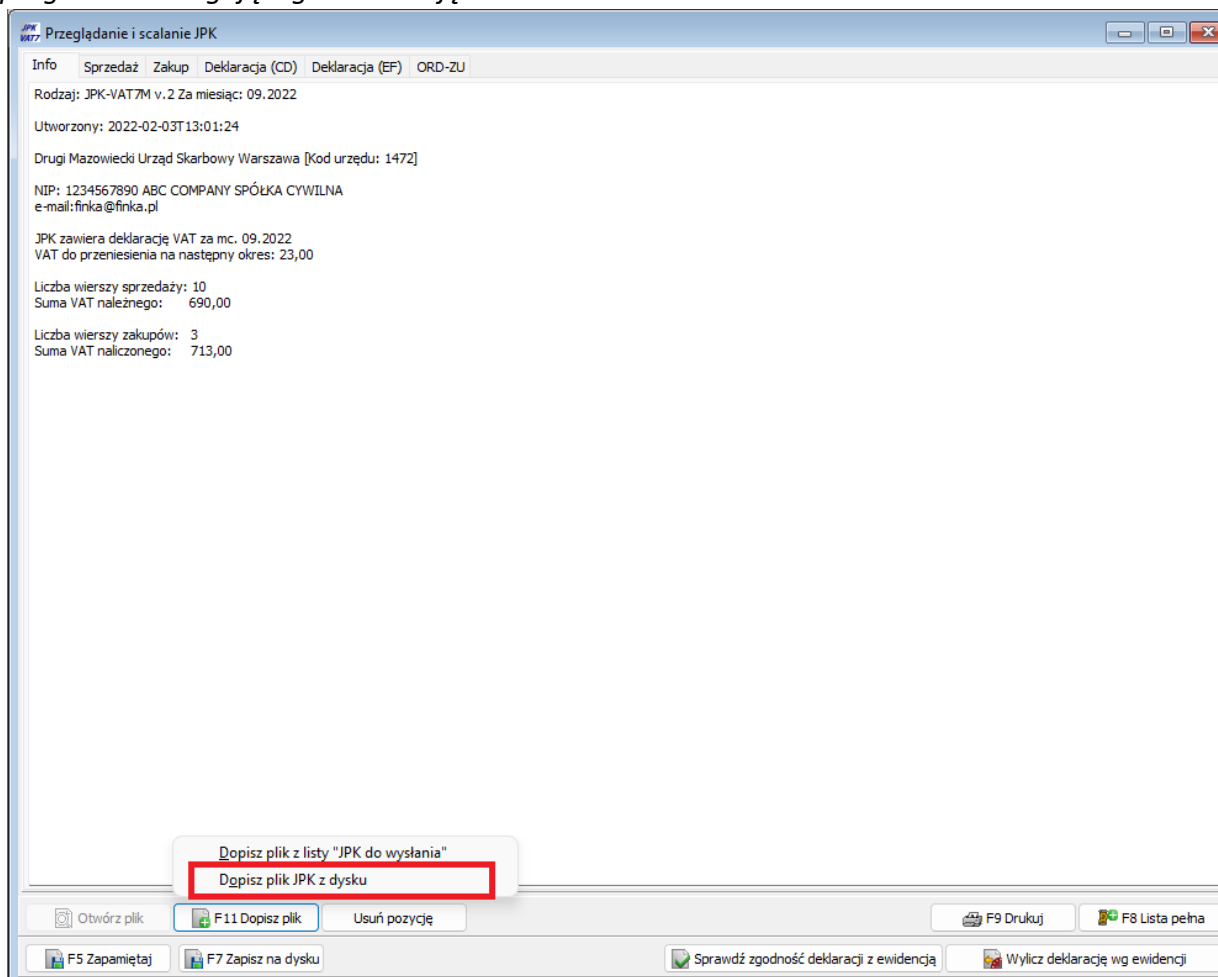 JPK
VAT7 Przeglądanie i scalanie JPK
Info Sprzedaż Zakup Deklaracja (CD) Deklaracja (EF) ORD-ZU
Rodzaj: JPK-VAT7M v.2 Za miesiąc: 09.2022
Utworzony: 2022-02-03T13:01:24
Drugi Mazowiecki Urząd Skarbowy Warszawa [Kod urzędu: 1472]
NIP: 1234567890 ABC COMPANY SPÓŁKA CYWILNA
e-mail:finka@finka.pl
JPK zawiera deklarację VAT za mc. 09.2022
VAT do przeniesienia na następny okres: 23,00
Liczba wierszy sprzedaży: 10
Suma VAT należnego: 690,00
Liczba wierszy zakupów: 3
Suma VAT naliczonego: 713,00
Dopisz plik z listy "JPK do wysłania"
Dopisz plik JPK z dysku
Otwórz plik F11 Dopisz plik Usuń pozycję F9 Drukuj F8 Lista pełna
F5 Zapamiętaj F7 Zapisz na dysku Sprawdź zgodność deklaracji z ewidencją Wylicz deklarację wg ewidencji